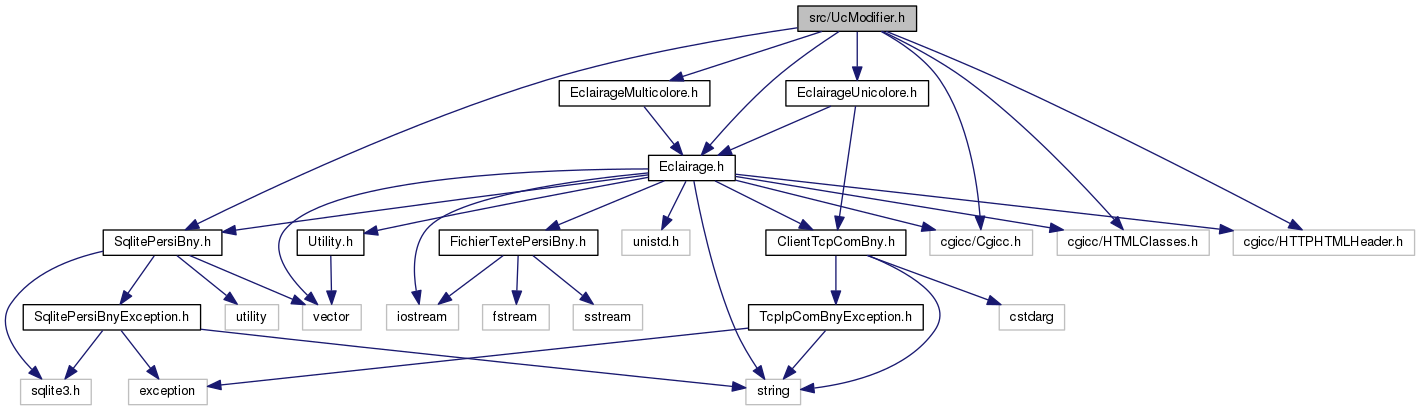 src/UcModifier.h
EclairageMulticolore.h
EclairageUnicolore.h
Eclairage.h
SqlitePersiBny.h
Utility.h
FichierTextePersiBny.h
unistd.h
ClientTcpComBny.h
cgicc/Cgicc.h
cgicc/HTMLClasses.h
cgicc/HTTPHTMLHeader.h
SqlitePersiBnyException.h
utility
vector
iostream
fstream
sstream
TcpIpComBnyException.h
cstdarg
sqlite3.h
exception
string